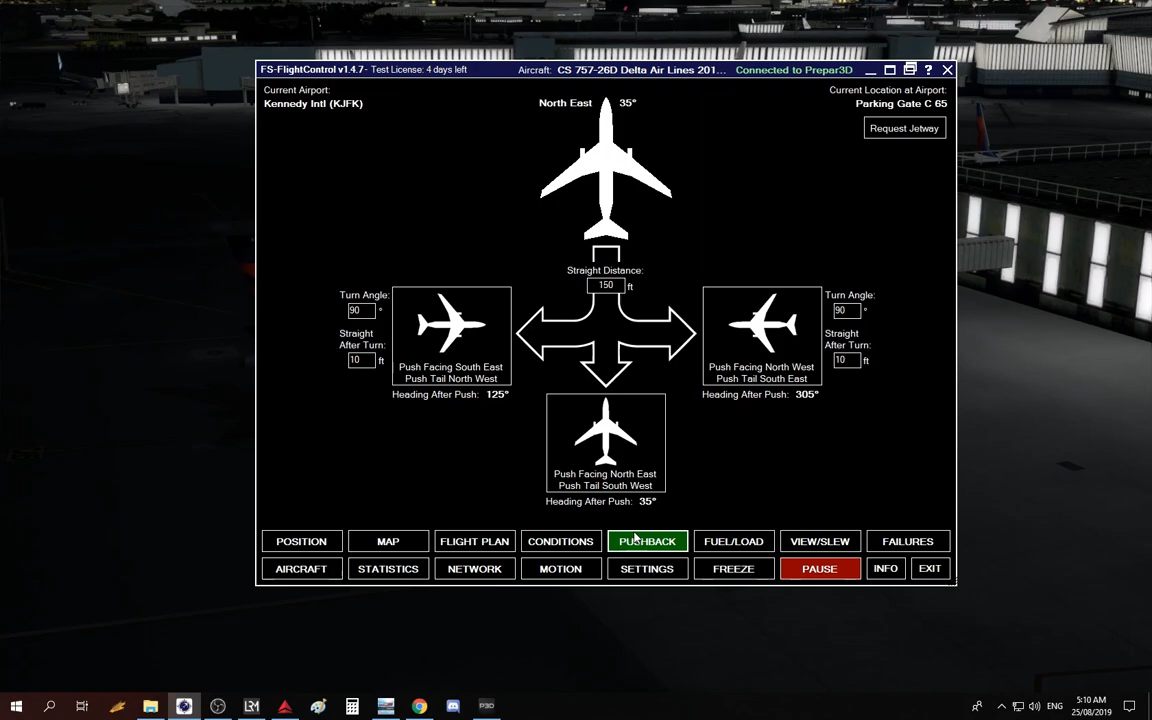 FS-FlightControl v1.4.7 - Test License: 4 days left Aircraft: CS 757-26D Delta Air Lines 201... Connected to Prepar3D ?
Current Airport:
Kennedy Intl (KJFK)
North East 35°
Current Location at Airport:
Parking Gate C 65
Request Jetway
Straight Distance:
150 ft
Turn Angle:
90 °
Straight
After Turn:
10 ft
Push Facing South East
Push Tail North West
Heading After Push: 125°
Turn Angle:
90 °
Straight
After Turn:
10 ft
Push Facing North West
Push Tail South East
Heading After Push: 305°
Push Facing North East
Push Tail South West
Heading After Push: 35°
POSITION MAP FLIGHT PLAN CONDITIONS PUSHBACK FUEL/LOAD VIEW/SLEW FAILURES
AIRCRAFT STATISTICS NETWORK MOTION SETTINGS FREEZE PAUSE INFO EXIT
LRM P3D ENG 5:10 AM
25/08/2019